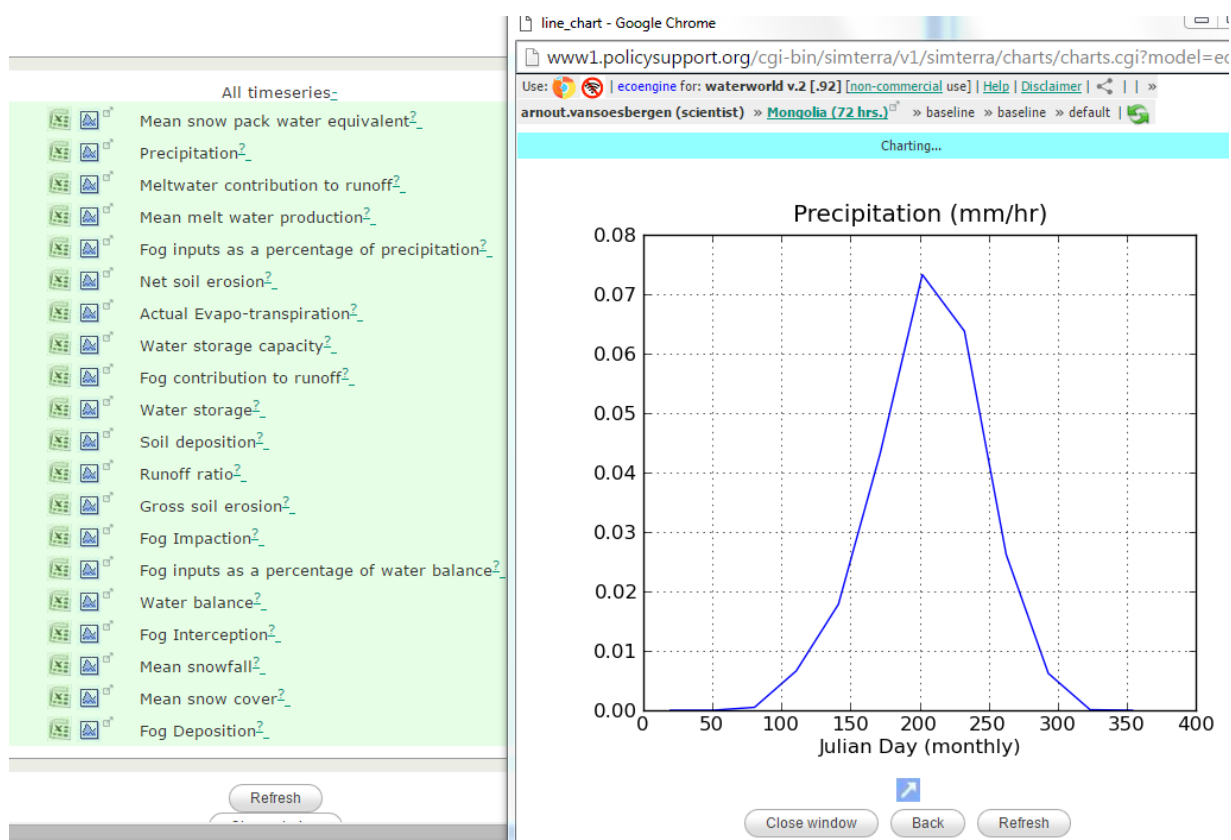 All timeseries-
Mean snow pack water equivalent?
Precipitation?
Meltwater contribution to runoff?
Mean melt water production?
Fog inputs as a percentage of precipitation?
Net soil erosion?
Actual Evapo-transpiration?
Water storage capacity?
Fog contribution to runoff?
Water storage?
Soil deposition?
Runoff ratio?
Gross soil erosion?
Fog Impaction?
Fog inputs as a percentage of water balance?
Water balance?
Fog Interception?
Mean snowfall?
Mean snow cover?
Fog Deposition?
Refresh
line_chart - Google Chrome
www1.policysupport.org/cgi-bin/simterra/v1/simterra/charts/charts.cgi?model=ec
Use: | ecoengine for: waterworld v.2 [.92] [non-commercial use] | Help | Disclaimer | | | »
arnout.vansoesbergen (scientist) » Mongolia (72 hrs.) » baseline » baseline » default |
Charting...
Precipitation (mm/hr)
0.08
0.07
0.06
0.05
0.04
0.03
0.02
0.01
0.00
0 50 100 150 200 250 300 350 400
Julian Day (monthly)
Close window Back Refresh